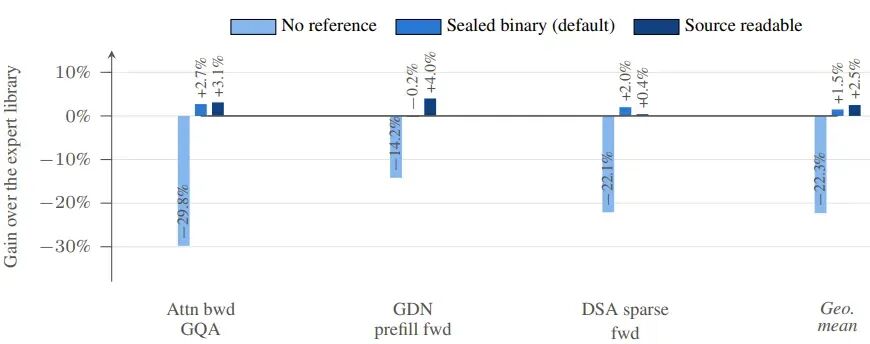 No reference
Sealed binary (default)
Source readable
Gain over the expert library
10%
0%
−10%
−20%
−30%
−29.8%
+2.7%
+3.1%
−14.2%
−0.2%
+4.0%
−22.1%
+2.0%
+0.4%
−22.3%
+1.5%
+2.5%
Attn bwd
GQA
GDN
prefill fwd
DSA sparse
fwd
Geo.
mean